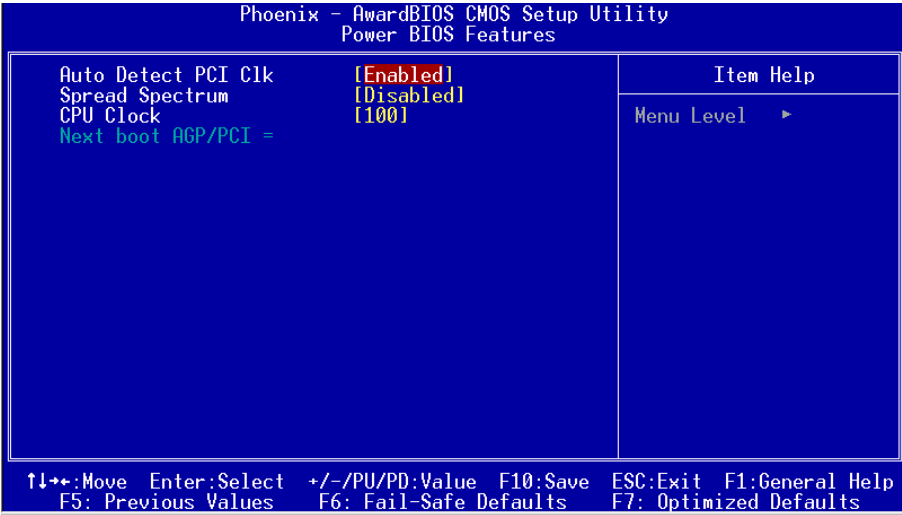 Phoenix - AwardBIOS CMOS Setup Utility
Power BIOS Features
Auto Detect PCI Clk [Enabled]
Spread Spectrum [Disabled]
CPU Clock [100]
Next boot AGP/PCI =
Item Help
Menu Level ►
↑↓→←:Move Enter:Select +/-/PU/PD:Value F10:Save ESC:Exit F1:General Help
F5: Previous Values F6: Fail-Safe Defaults F7: Optimized Defaults